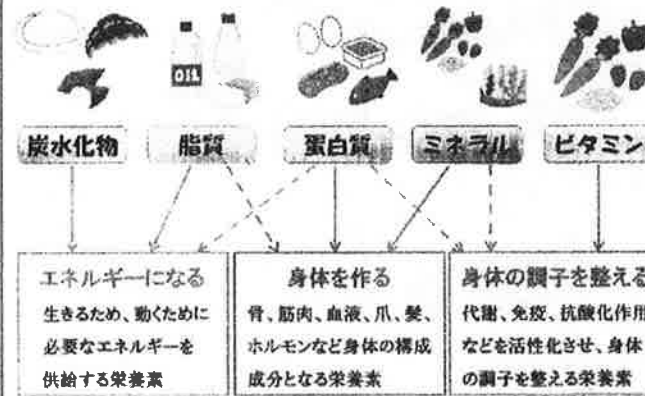 OIL
炭水化物 脂質 蛋白質 ミネラル ビタミン
エネルギーになる
生きるため、動くために
必要なエネルギーを
供給する栄養素
身体を作る
骨、筋肉、血液、爪、髪、
ホルモンなど身体の構成
成分となる栄養素
身体の調子を整える
代謝、免疫、抗酸化作用
などを活性化させ、身体
の調子を整える栄養素